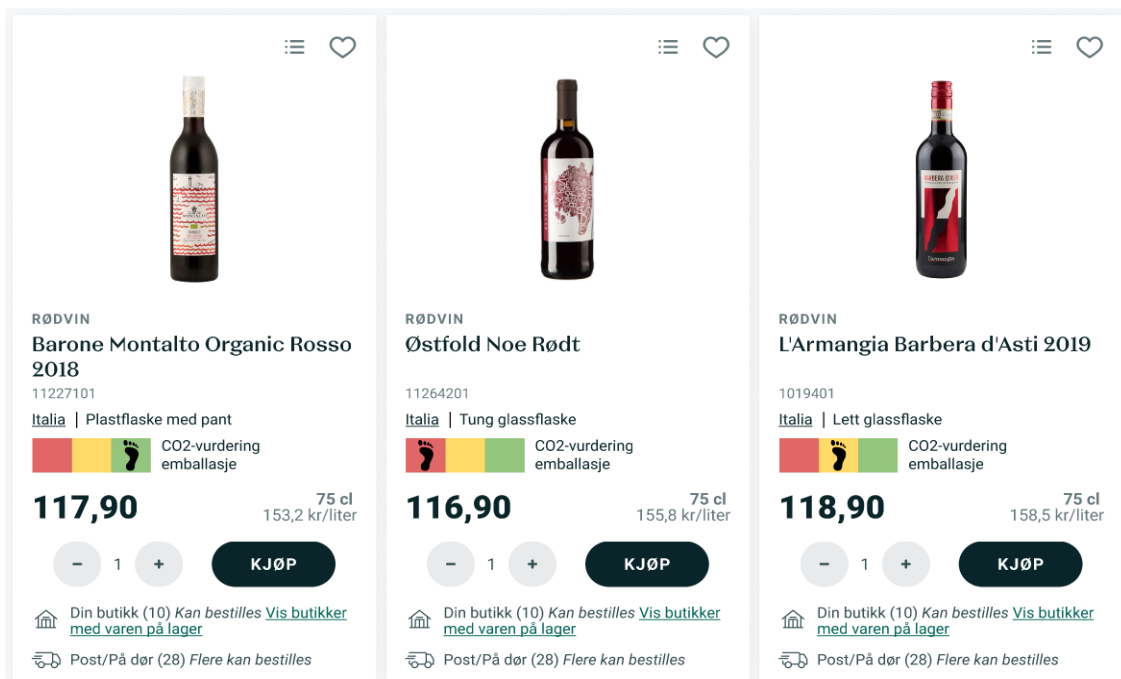 RØDVIN
Barone Montalto Organic Rosso
2018
11227101
Italia | Plastflaske med pant
CO2-vurdering
emballasje
117,90
75 cl
153,2 kr/liter
1
KJØP
Din butikk (10) Kan bestilles Vis butikker
med varen på lager
Post/På dør (28) Flere kan bestilles
RØDVIN
Østfold Noe Rødt
11264201
Italia | Tung glassflaske
CO2-vurdering
emballasje
116,90
75 cl
155,8 kr/liter
1
KJØP
Din butikk (10) Kan bestilles Vis butikker
med varen på lager
Post/På dør (28) Flere kan bestilles
BARBERA D'ASTI
RØDVIN
L'Armangia Barbera d'Asti 2019
1019401
Italia | Lett glassflaske
CO2-vurdering
emballasje
118,90
75 cl
158,5 kr/liter
1
KJØP
Din butikk (10) Kan bestilles Vis butikker
med varen på lager
Post/På dør (28) Flere kan bestilles